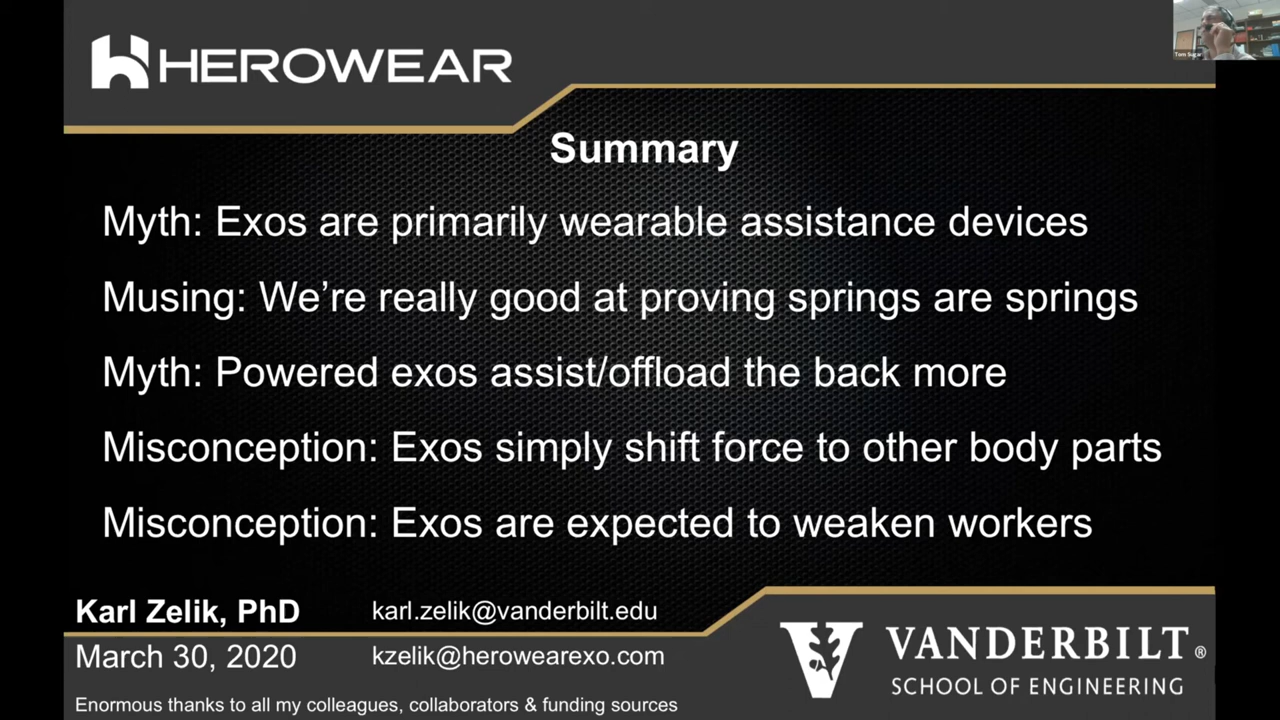 HEROWEAR
Tom Sugar
Summary
Myth: Exos are primarily wearable assistance devices
Musing: We’re really good at proving springs are springs
Myth: Powered exos assist/offload the back more
Misconception: Exos simply shift force to other body parts
Misconception: Exos are expected to weaken workers
Karl Zelik, PhD
karl.zelik@vanderbilt.edu
March 30, 2020
kzelik@herowearexo.com
Enormous thanks to all my colleagues, collaborators & funding sources
VANDERBILT®
SCHOOL OF ENGINEERING